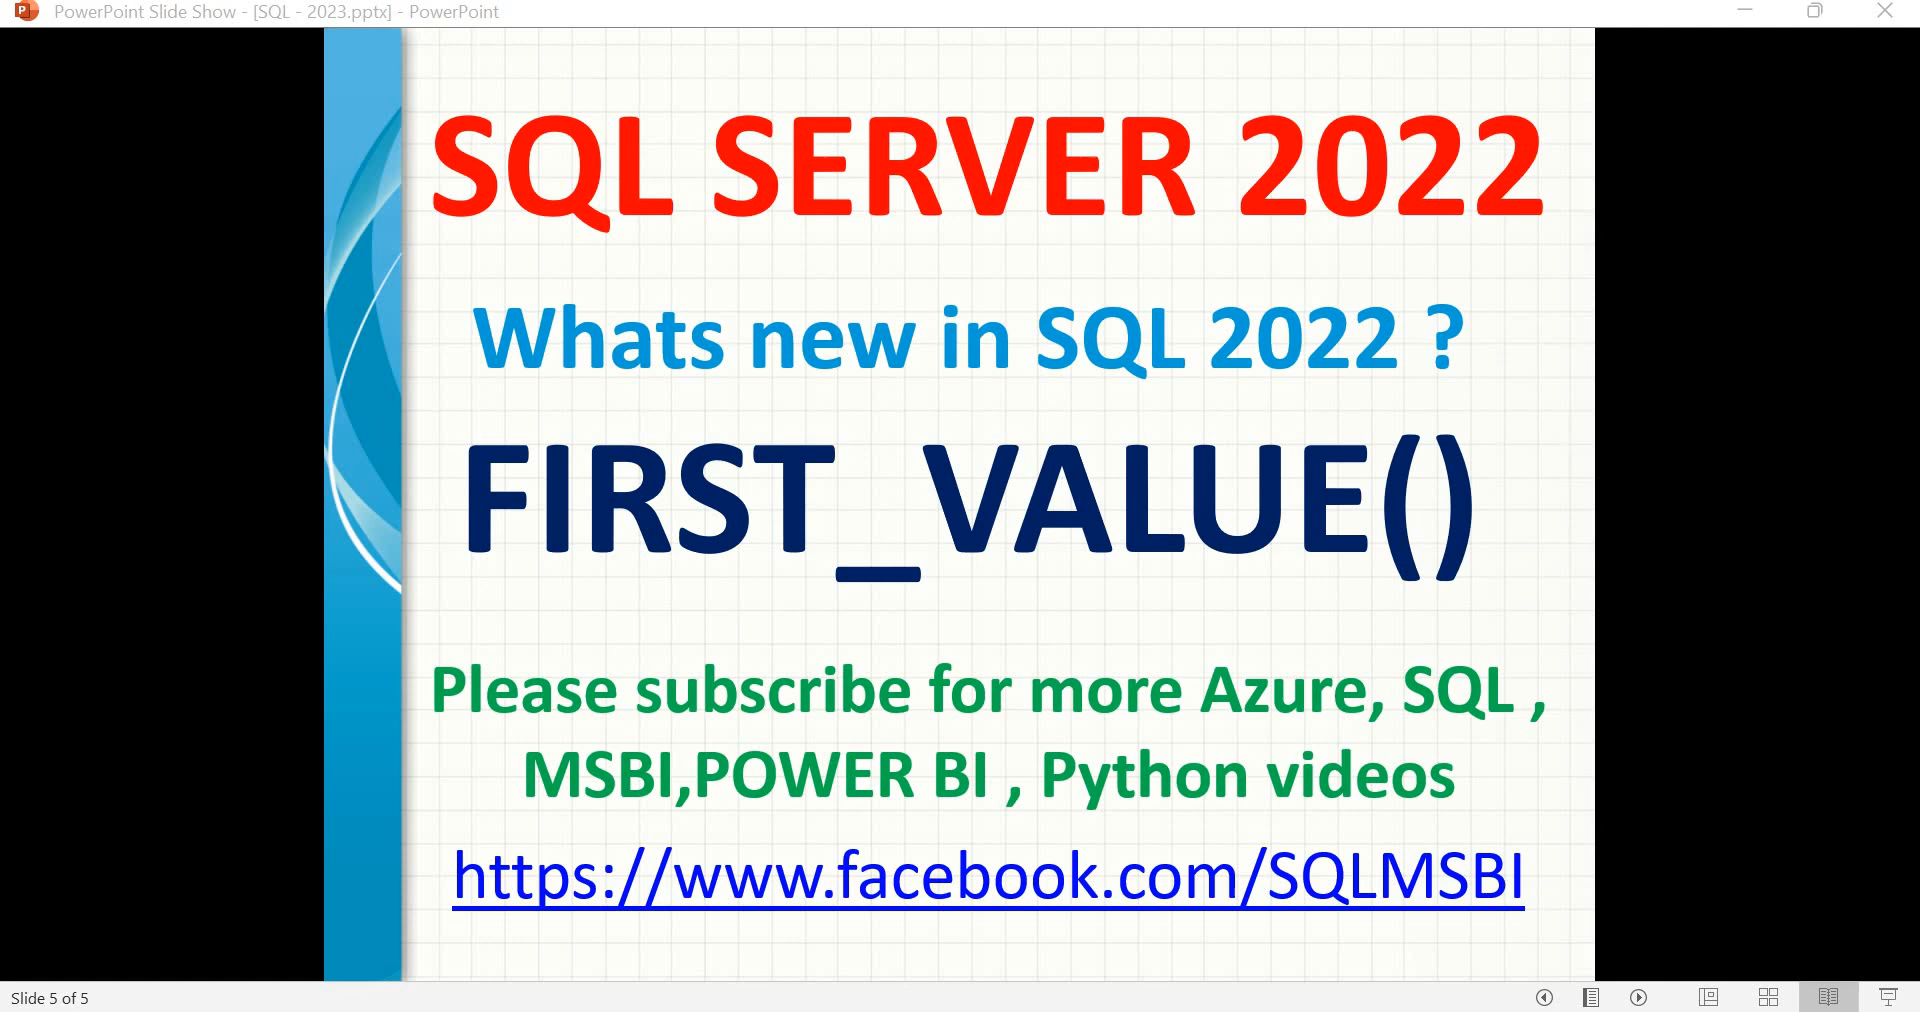 PowerPoint Slide Show - [SQL - 2023.pptx] - PowerPoint
SQL SERVER 2022
Whats new in SQL 2022 ?
FIRST_VALUE()
Please subscribe for more Azure, SQL ,
MSBI,POWER BI , Python videos
https://www.facebook.com/SQLMSBI
Slide 5 of 5